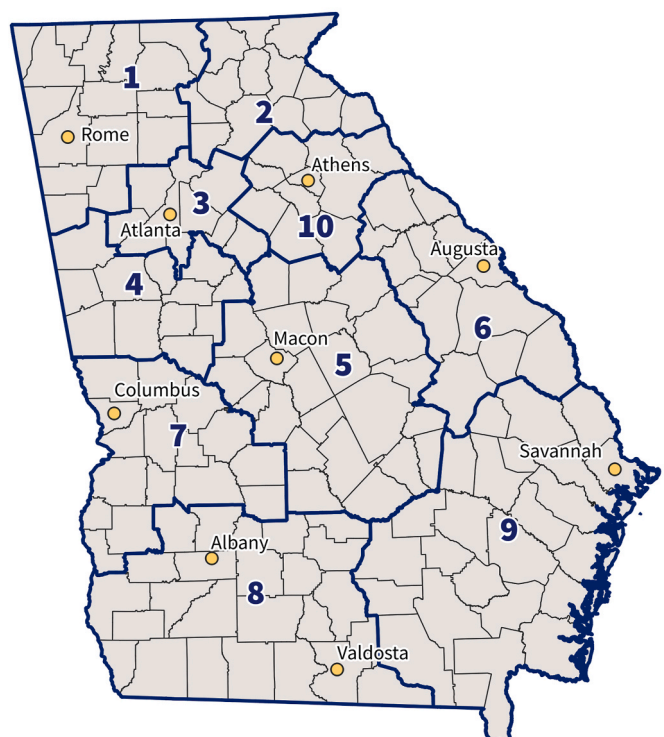 1
Rome
2
Athens
3
Atlanta
10
Augusta
4
6
Macon
5
Columbus
7
Savannah
9
Albany
8
Valdosta